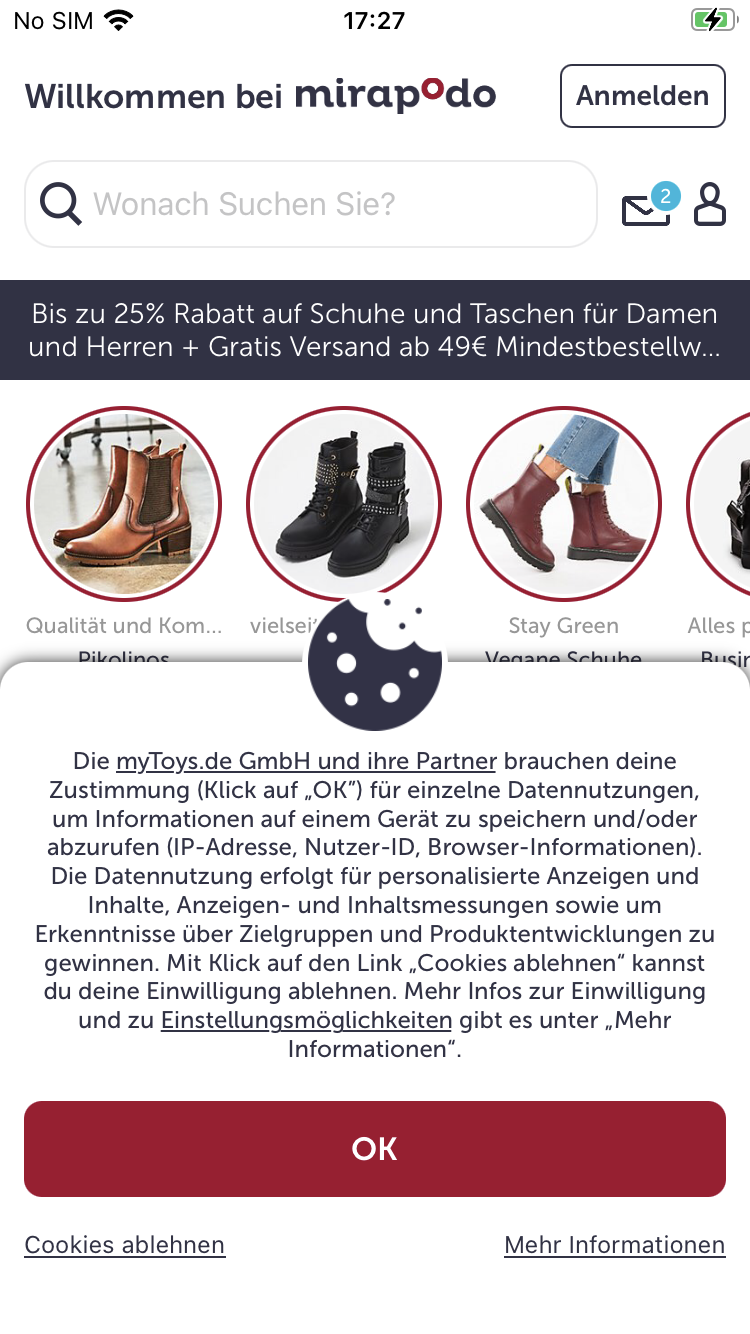 No SIM 17:27
Willkommen bei mirapodo Anmelden
Wonach Suchen Sie? 2
Bis zu 25% Rabatt auf Schuhe und Taschen für Damen
und Herren + Gratis Versand ab 49€ Mindestbestellw...
Qualität und Kom... Stay Green Alles
Pikolinos Vegane Schuhe
Die myToys.de GmbH und ihre Partner brauchen deine
Zustimmung (Klick auf „OK”) für einzelne Datennutzungen,
um Informationen auf einem Gerät zu speichern und/oder
abzurufen (IP-Adresse, Nutzer-ID, Browser-Informationen).
Die Datennutzung erfolgt für personalisierte Anzeigen und
Inhalte, Anzeigen- und Inhaltsmessungen sowie um
Erkenntnisse über Zielgruppen und Produktentwicklungen zu
gewinnen. Mit Klick auf den Link „Cookies ablehnen“ kannst
du deine Einwilligung ablehnen. Mehr Infos zur Einwilligung
und zu Einstellungsmöglichkeiten gibt es unter „Mehr
Informationen“.
OK
Cookies ablehnen Mehr Informationen